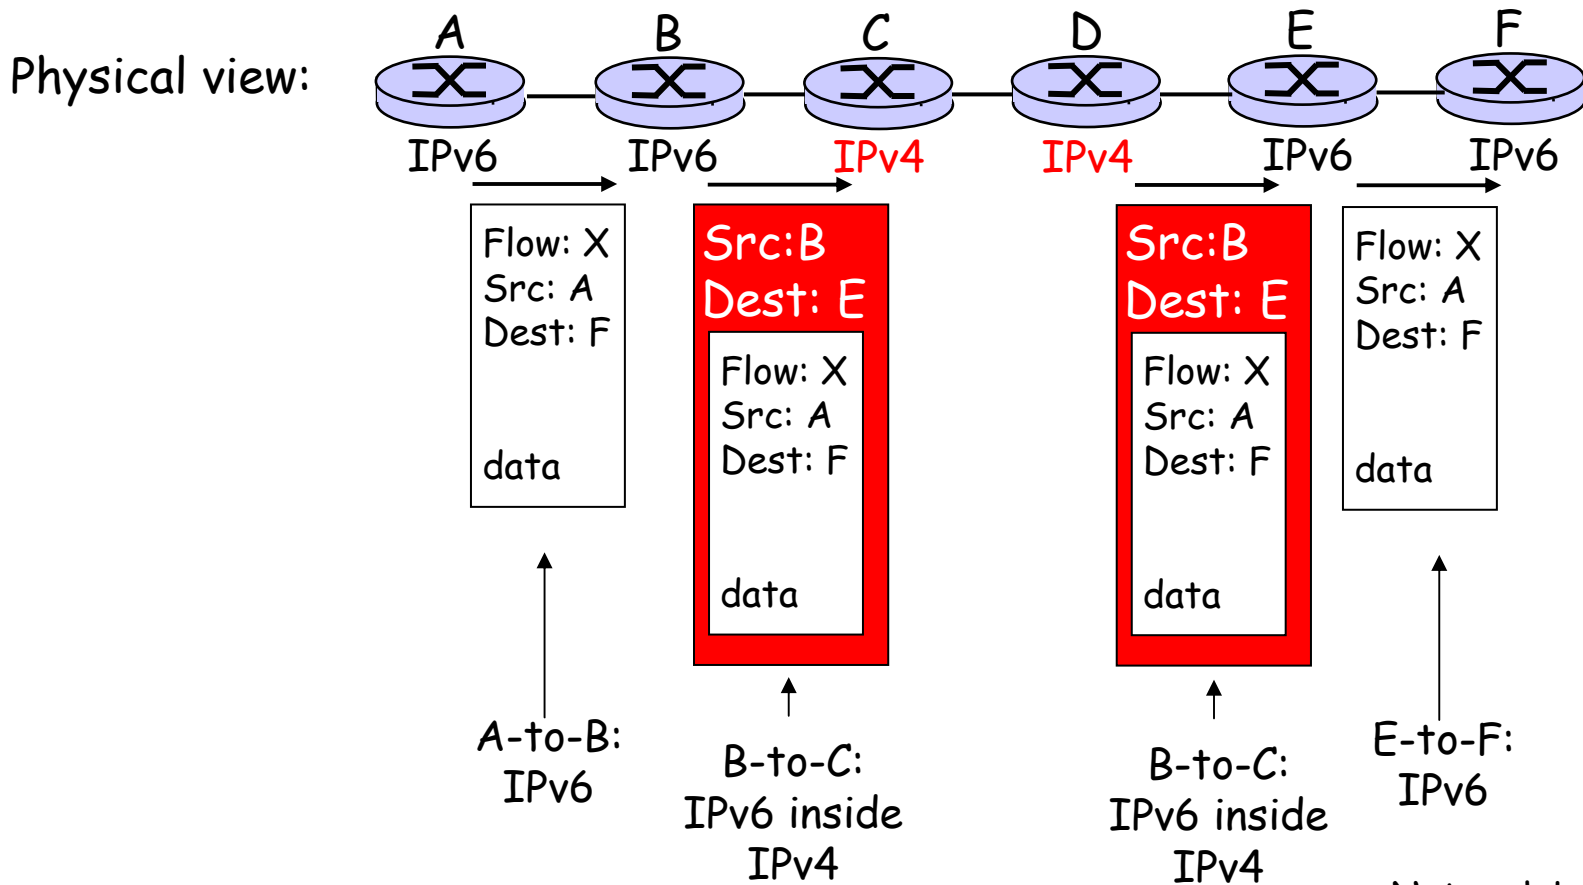 A B C D E F
Physical view:
IPv6 IPv6 IPv4 IPv4 IPv6 IPv6
Flow: X
Src: A
Dest: F
data
Src:B
Dest: E
Flow: X
Src: A
Dest: F
data
Src:B
Dest: E
Flow: X
Src: A
Dest: F
data
Flow: X
Src: A
Dest: F
data
A-to-B:
IPv6
B-to-C:
IPv6 inside
IPv4
B-to-C:
IPv6 inside
IPv4
E-to-F:
IPv6